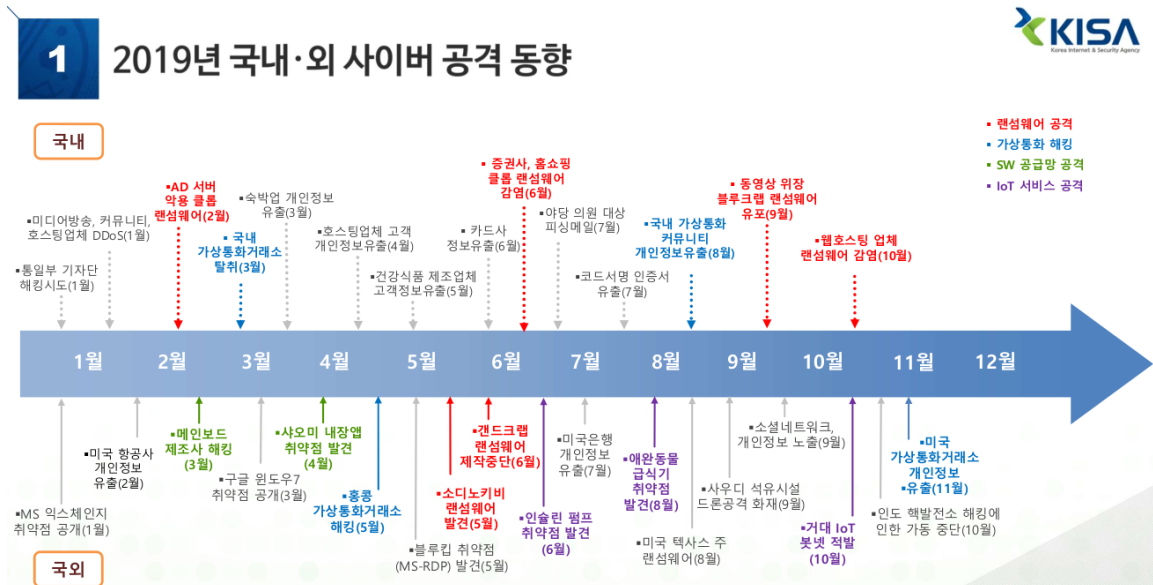 1
2019년 국내·외 사이버 공격 동향
KISA
Korea Internet & Security Agency
국내
▪ 랜섬웨어 공격
▪ 가상통화 해킹
▪ SW 공급망 공격
▪ IoT 서비스 공격
▪미디어방송, 커뮤니티,
호스팅업체 DDoS(1월)
▪통일부 기자단
해킹시도(1월)
▪AD 서버
악용 클롭
랜섬웨어(2월)
▪ 국내
가상통화거래소
탈취(3월)
▪숙박업 개인정보
유출(3월)
▪호스팅업체 고객
개인정보유출(4월)
▪건강식품 제조업체
고객정보유출(5월)
▪ 카드사
정보유출(6월)
▪ 증권사, 홈쇼핑
클롭 랜섬웨어
감염(6월)
▪야당 의원 대상
피싱메일(7월)
▪코드서명 인증서
유출(7월)
▪국내 가상통화
커뮤니티
개인정보유출(8월)
▪ 동영상 위장
블루크랩 랜섬웨어
유포(9월)
▪웹호스팅 업체
랜섬웨어 감염(10월)
1월 2월 3월 4월 5월 6월 7월 8월 9월 10월 11월 12월
▪MS 익스체인지
취약점 공개(1월)
▪미국 항공사
개인정보
유출(2월)
▪메인보드
제조사 해킹
(3월)
▪구글 윈도우7
취약점 공개(3월)
▪샤오미 내장앱
취약점 발견
(4월)
▪홍콩
가상통화거래소
해킹(5월)
▪블루킵 취약점
(MS-RDP) 발견(5월)
▪소디노키비
랜섬웨어
발견(5월)
▪갠드크랩
랜섬웨어
제작중단(6월)
▪인슐린 펌프
취약점 발견
(6월)
▪미국은행
개인정보
유출(7월)
▪애완동물
급식기
취약점
발견(8월)
▪미국 텍사스 주
랜섬웨어(8월)
▪사우디 석유시설
드론공격 화재(9월)
▪소셜네트워크,
개인정보 노출(9월)
▪거대 IoT
봇넷 적발
(10월)
▪인도 핵발전소 해킹에
인한 가동 중단(10월)
▪미국
가상통화거래소
개인정보
▪유출(11월)
국외